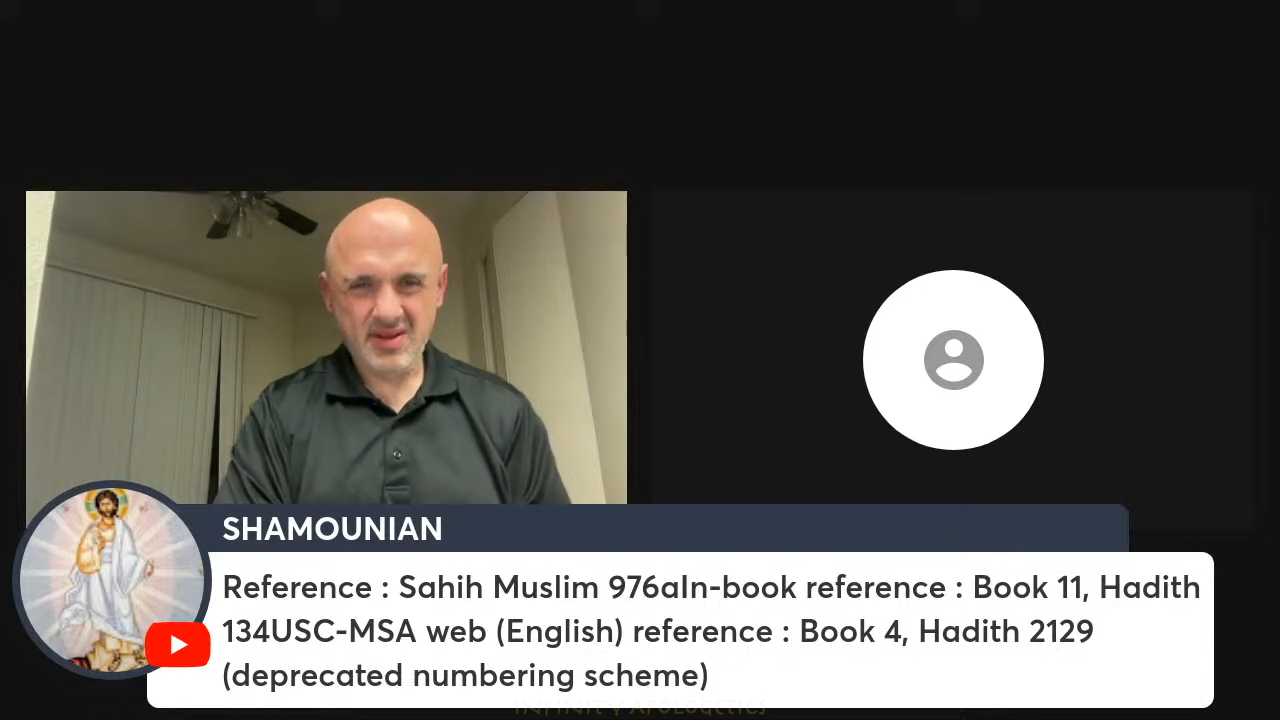 SHAMOUNIAN
Reference : Sahih Muslim 976aIn-book reference : Book 11, Hadith
134USC-MSA web (English) reference : Book 4, Hadith 2129
(deprecated numbering scheme)